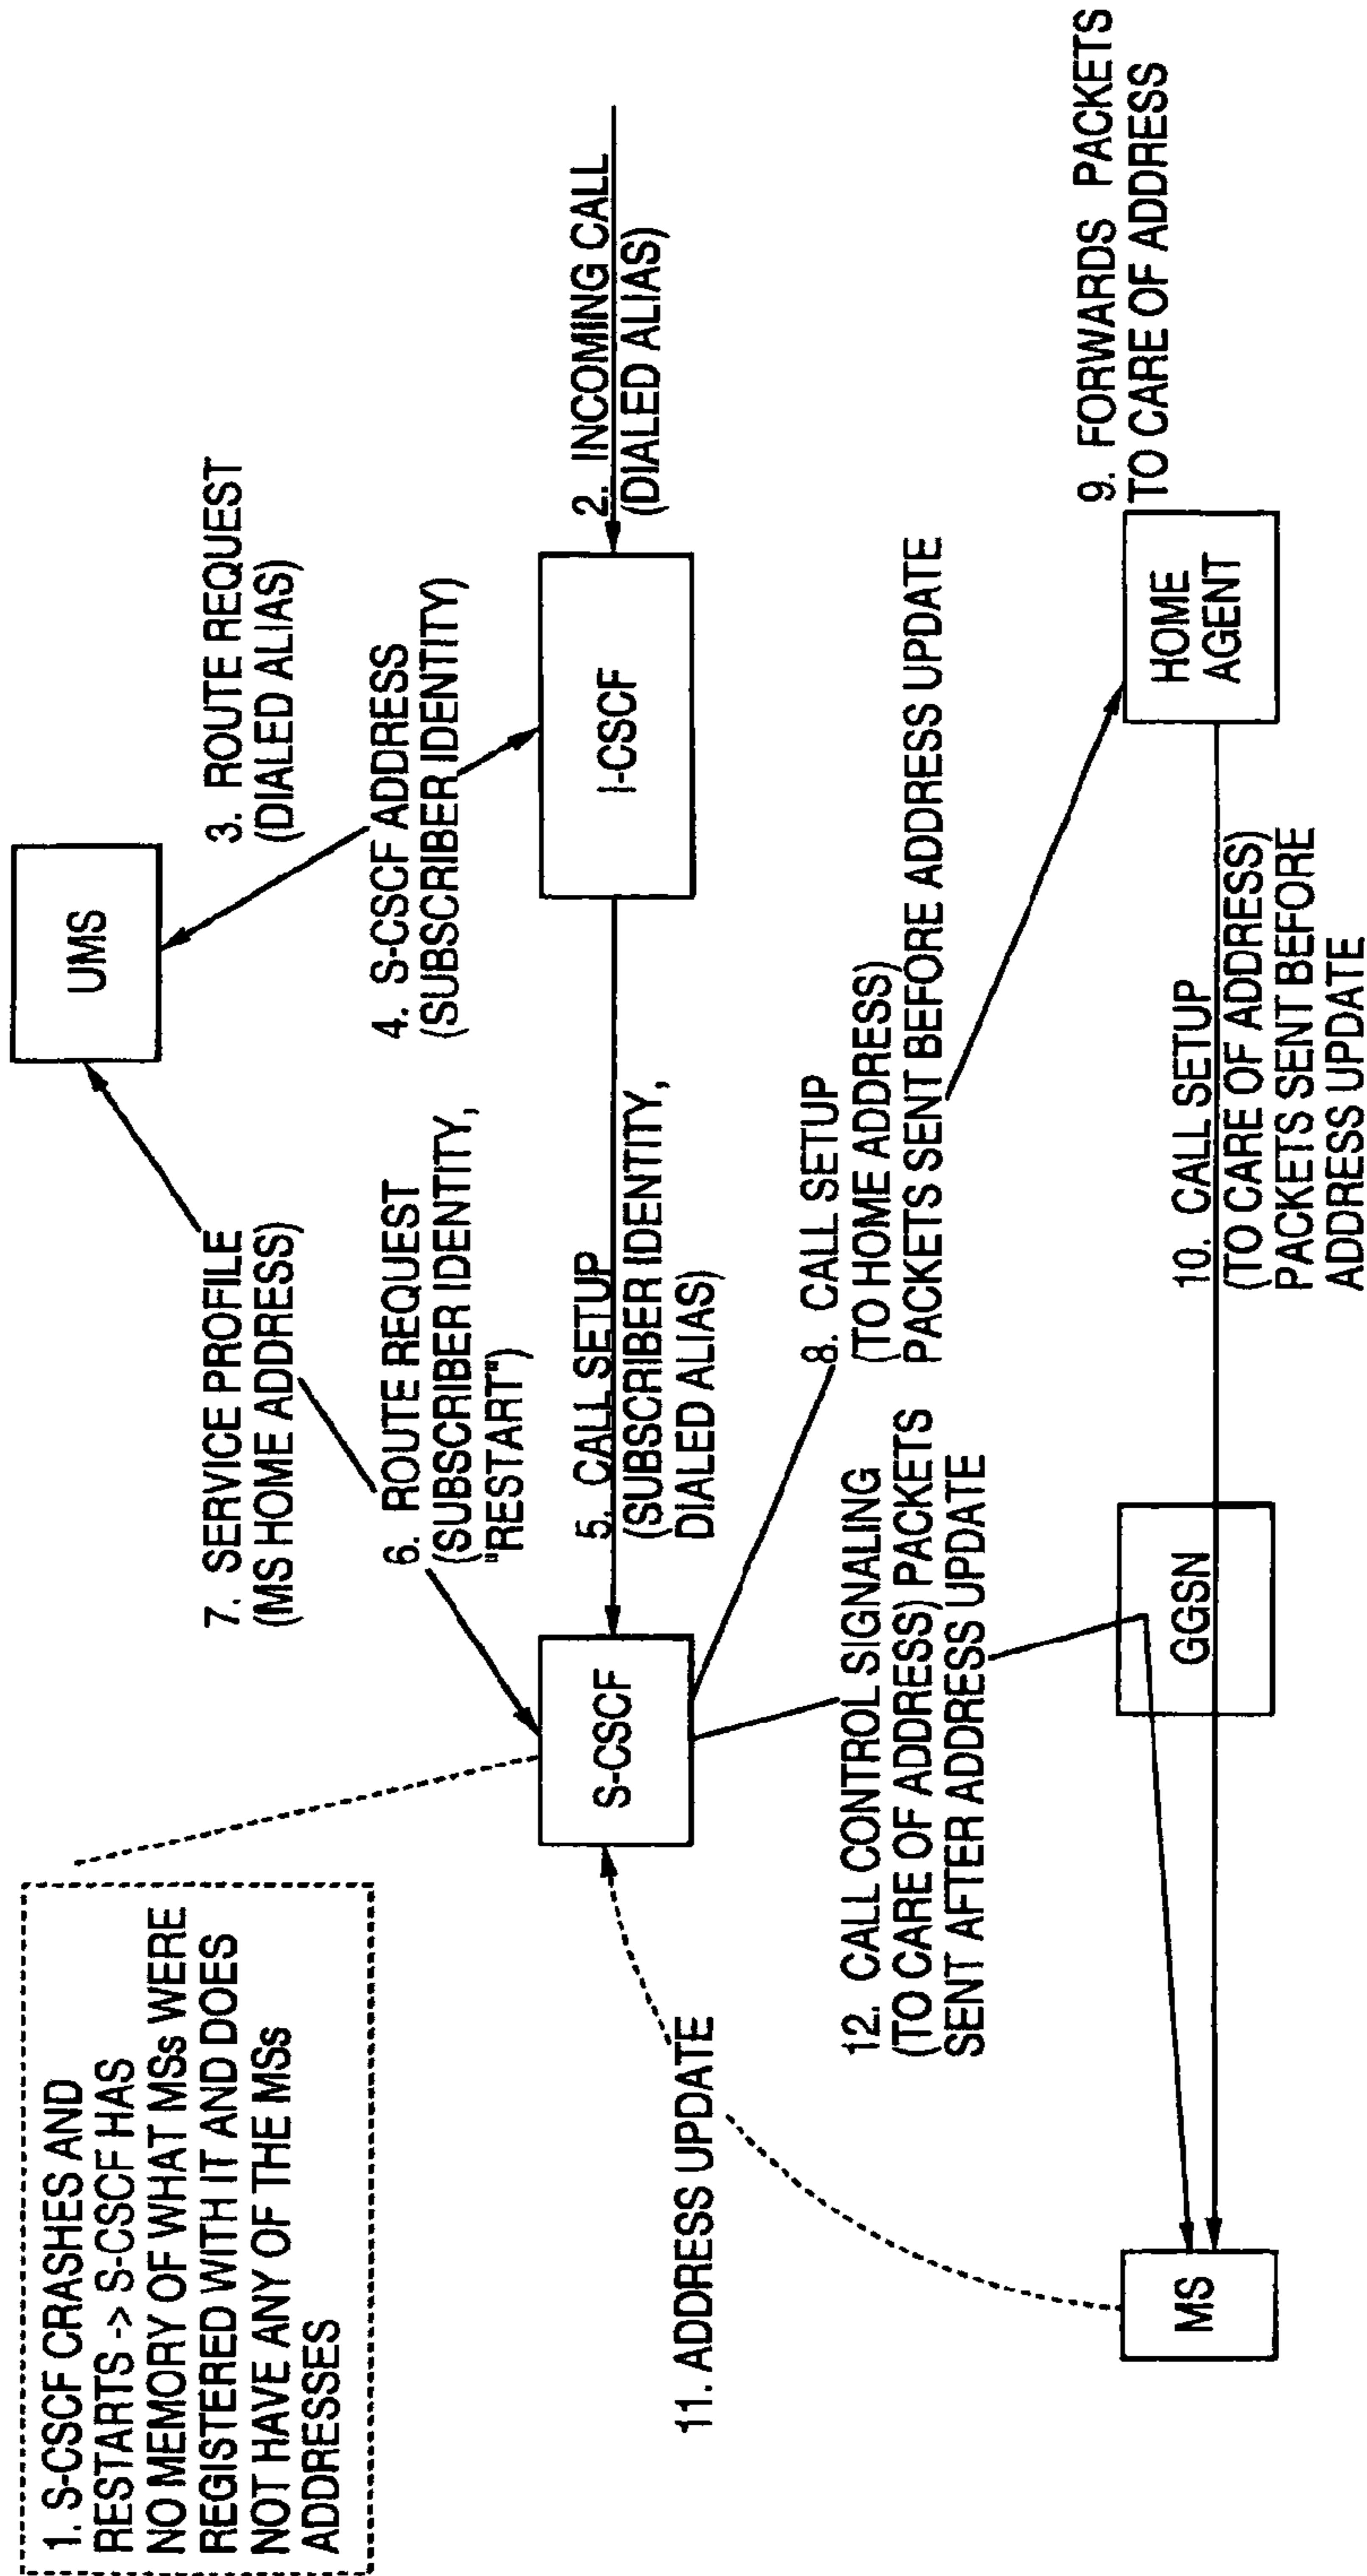 1. S-CSCF CRASHES AND
RESTARTS -> S-CSCF HAS
NO MEMORY OF WHAT MSs WERE
REGISTERED WITH IT AND DOES
NOT HAVE ANY OF THE MSs
ADDRESSES
UMS
3. ROUTE REQUEST
(DIALED ALIAS)
7. SERVICE PROFILE
(MS HOME ADDRESS)
4. S-CSCF ADDRESS
(SUBSCRIBER IDENTITY)
6. ROUTE REQUEST
(SUBSCRIBER IDENTITY,
"RESTART")
2. INCOMING CALL
(DIALED ALIAS)
S-CSCF
5. CALL SETUP
(SUBSCRIBER IDENTITY,
DIALED ALIAS)
I-CSCF
11. ADDRESS UPDATE
12. CALL CONTROL SIGNALING
(TO CARE OF ADDRESS) PACKETS
SENT AFTER ADDRESS UPDATE
8. CALL SETUP
(TO HOME ADDRESS)
PACKETS SENT BEFORE ADDRESS UPDATE
9. FORWARDS PACKETS
TO CARE OF ADDRESS
MS
GGSN
10. CALL SETUP
(TO CARE OF ADDRESS)
PACKETS SENT BEFORE
ADDRESS UPDATE
HOME
AGENT